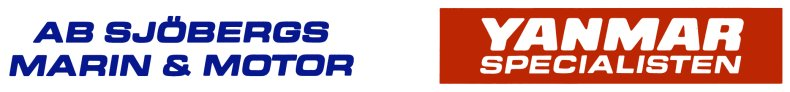 AB SJÖBERGS
MARIN & MOTOR
YANMAR
SPECIALISTEN